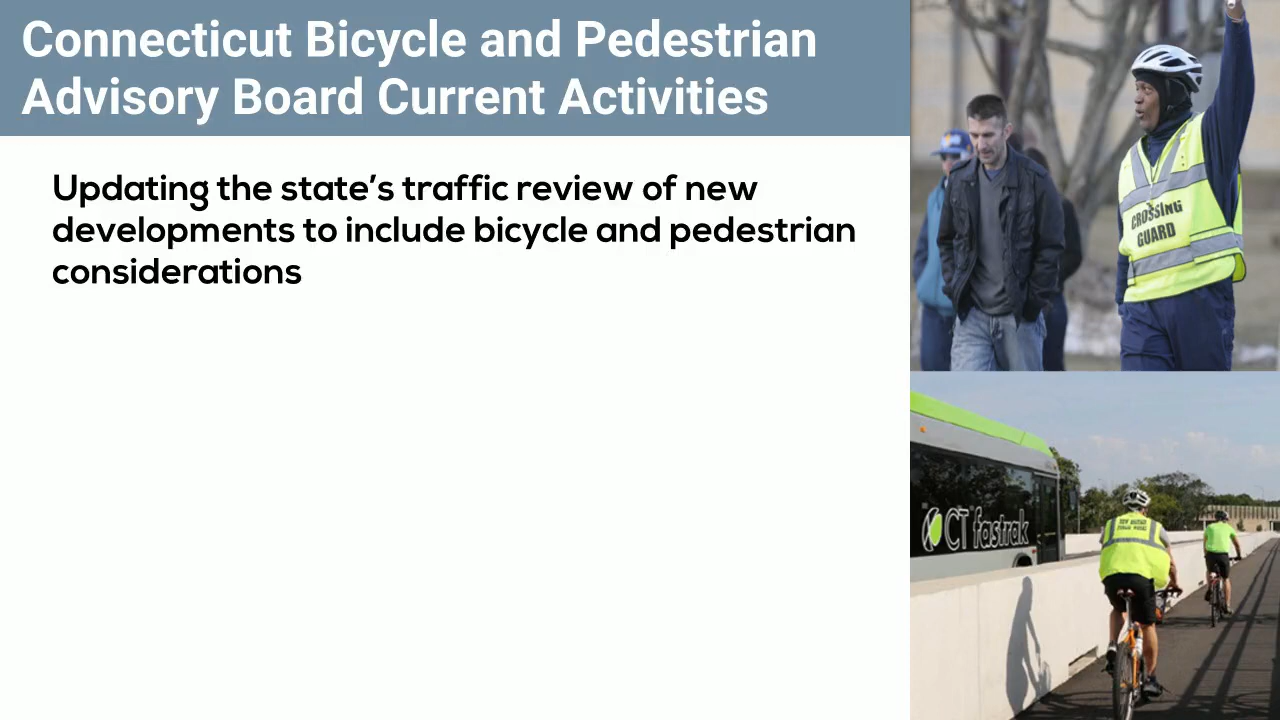 Connecticut Bicycle and Pedestrian
Advisory Board Current Activities
Updating the state’s traffic review of new
developments to include bicycle and pedestrian
considerations
CROSSING
GUARD
CT fastrak